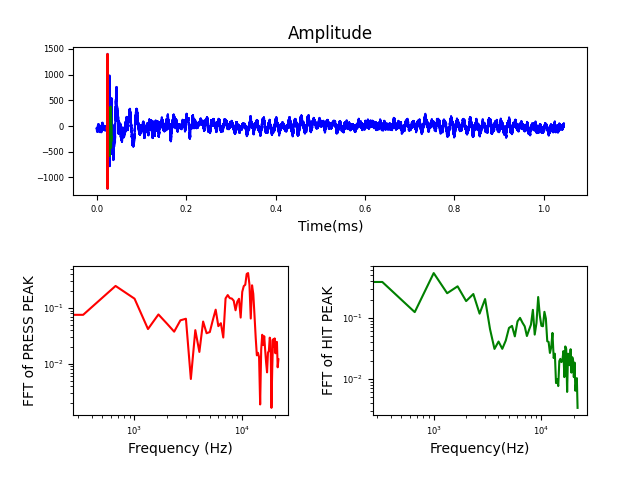 Amplitude
1500
1000
500
0
−500
−1000
0.0 0.2 0.4 0.6 0.8 1.0
Time(ms)
FFT of PRESS PEAK
10⁻¹
10⁻²
10³ 10⁴
Frequency (Hz)
FFT of HIT PEAK
10⁻¹
10⁻²
10³ 10⁴
Frequency(Hz)